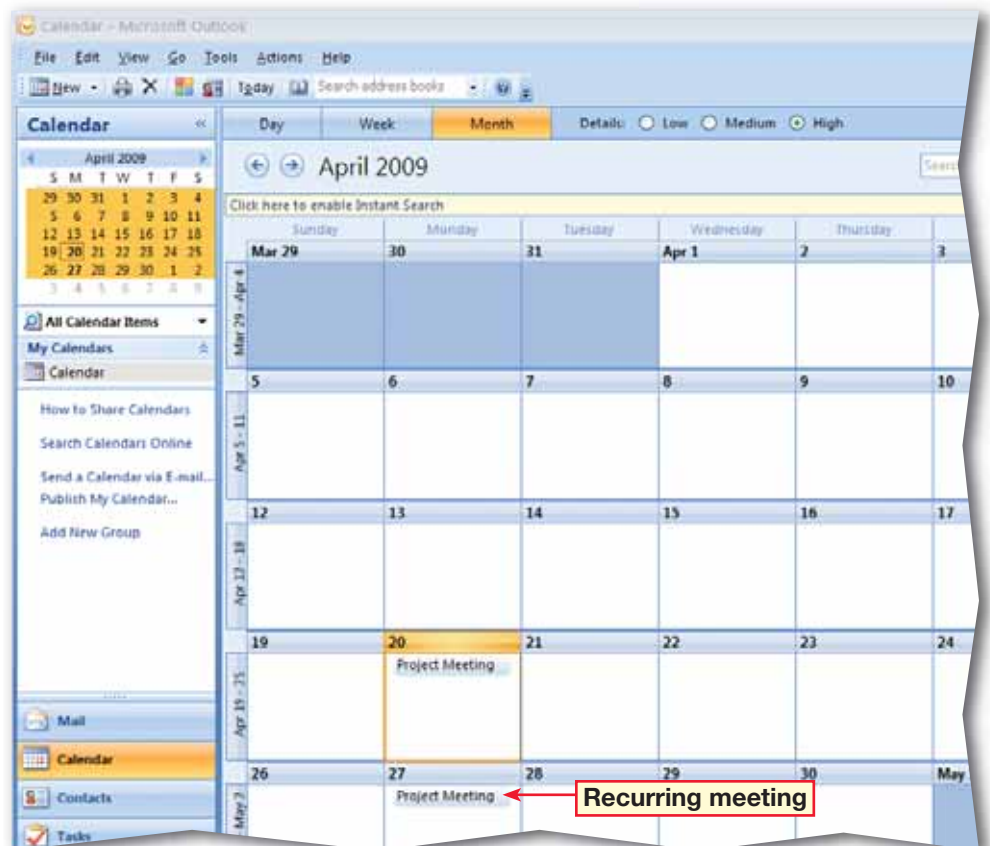 Calendar - Microsoft Outlook
File Edit View Go Tools Actions Help
New Today Search address books
Calendar «
Day Week Month Details: Low Medium High
April 2009
S M T W T F S
29 30 31 1 2 3 4
5 6 7 8 9 10 11
12 13 14 15 16 17 18
19 20 21 22 23 24 25
26 27 28 29 30 1 2
3 4 5 6 7 8 9
All Calendar Items
My Calendars
Calendar
How to Share Calendars
Search Calendars Online
Send a Calendar via E-mail...
Publish My Calendar...
Add New Group
Mail
Calendar
Contacts
Tasks
April 2009
Click here to enable Instant Search
Sunday Monday Tuesday Wednesday Thursday
Mar 29 - Apr 4
Mar 29 30 31 Apr 1 2 3
Apr 5 - 11
5 6 7 8 9 10
Apr 12 - 18
12 13 14 15 16 17
Apr 19 - 25
19 20 21 22 23 24
Project Meeting
May 2
26 27 28 29 30 May
Project Meeting
Recurring meeting